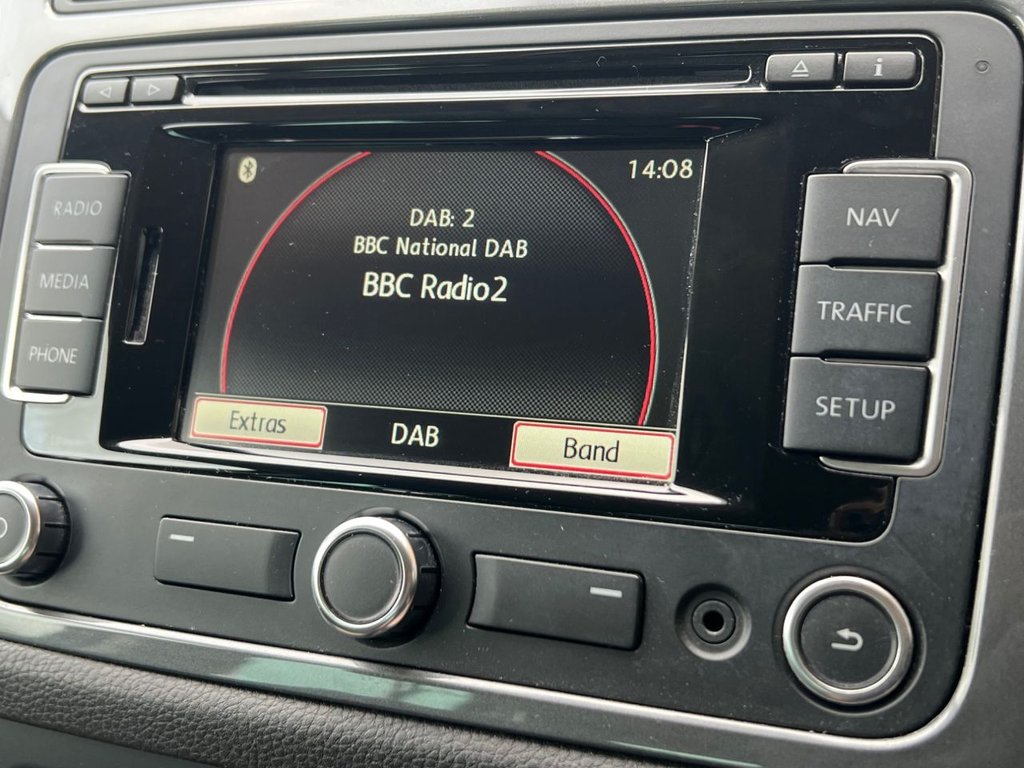 i
RADIO
MEDIA
PHONE
14:08
DAB: 2
BBC National DAB
BBC Radio2
Extras
DAB
Band
NAV
TRAFFIC
SETUP